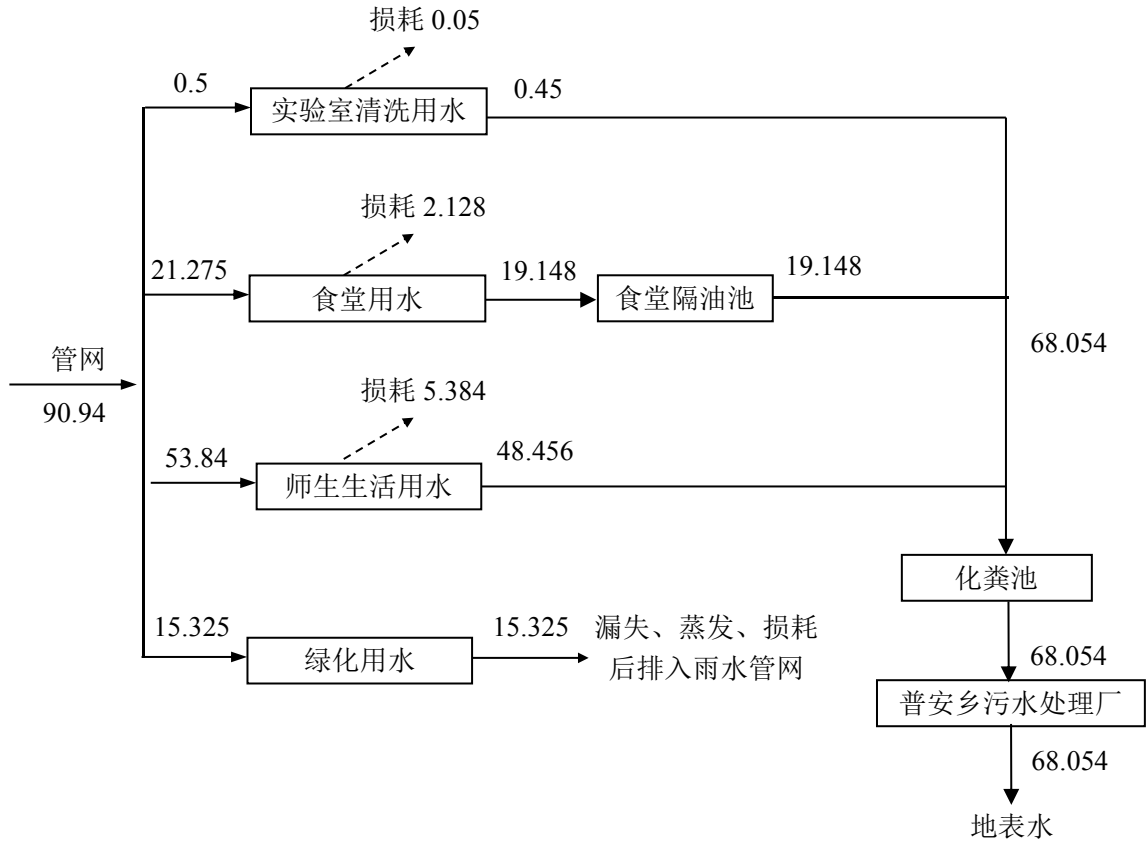 损耗 0.05
0.5
实验室清洗用水
0.45
损耗 2.128
21.275
食堂用水
19.148
食堂隔油池
19.148
68.054
管网
90.94
损耗 5.384
53.84
师生生活用水
48.456
化粪池
15.325
绿化用水
15.325
漏失、蒸发、损耗
后排入雨水管网
68.054
普安乡污水处理厂
68.054
地表水